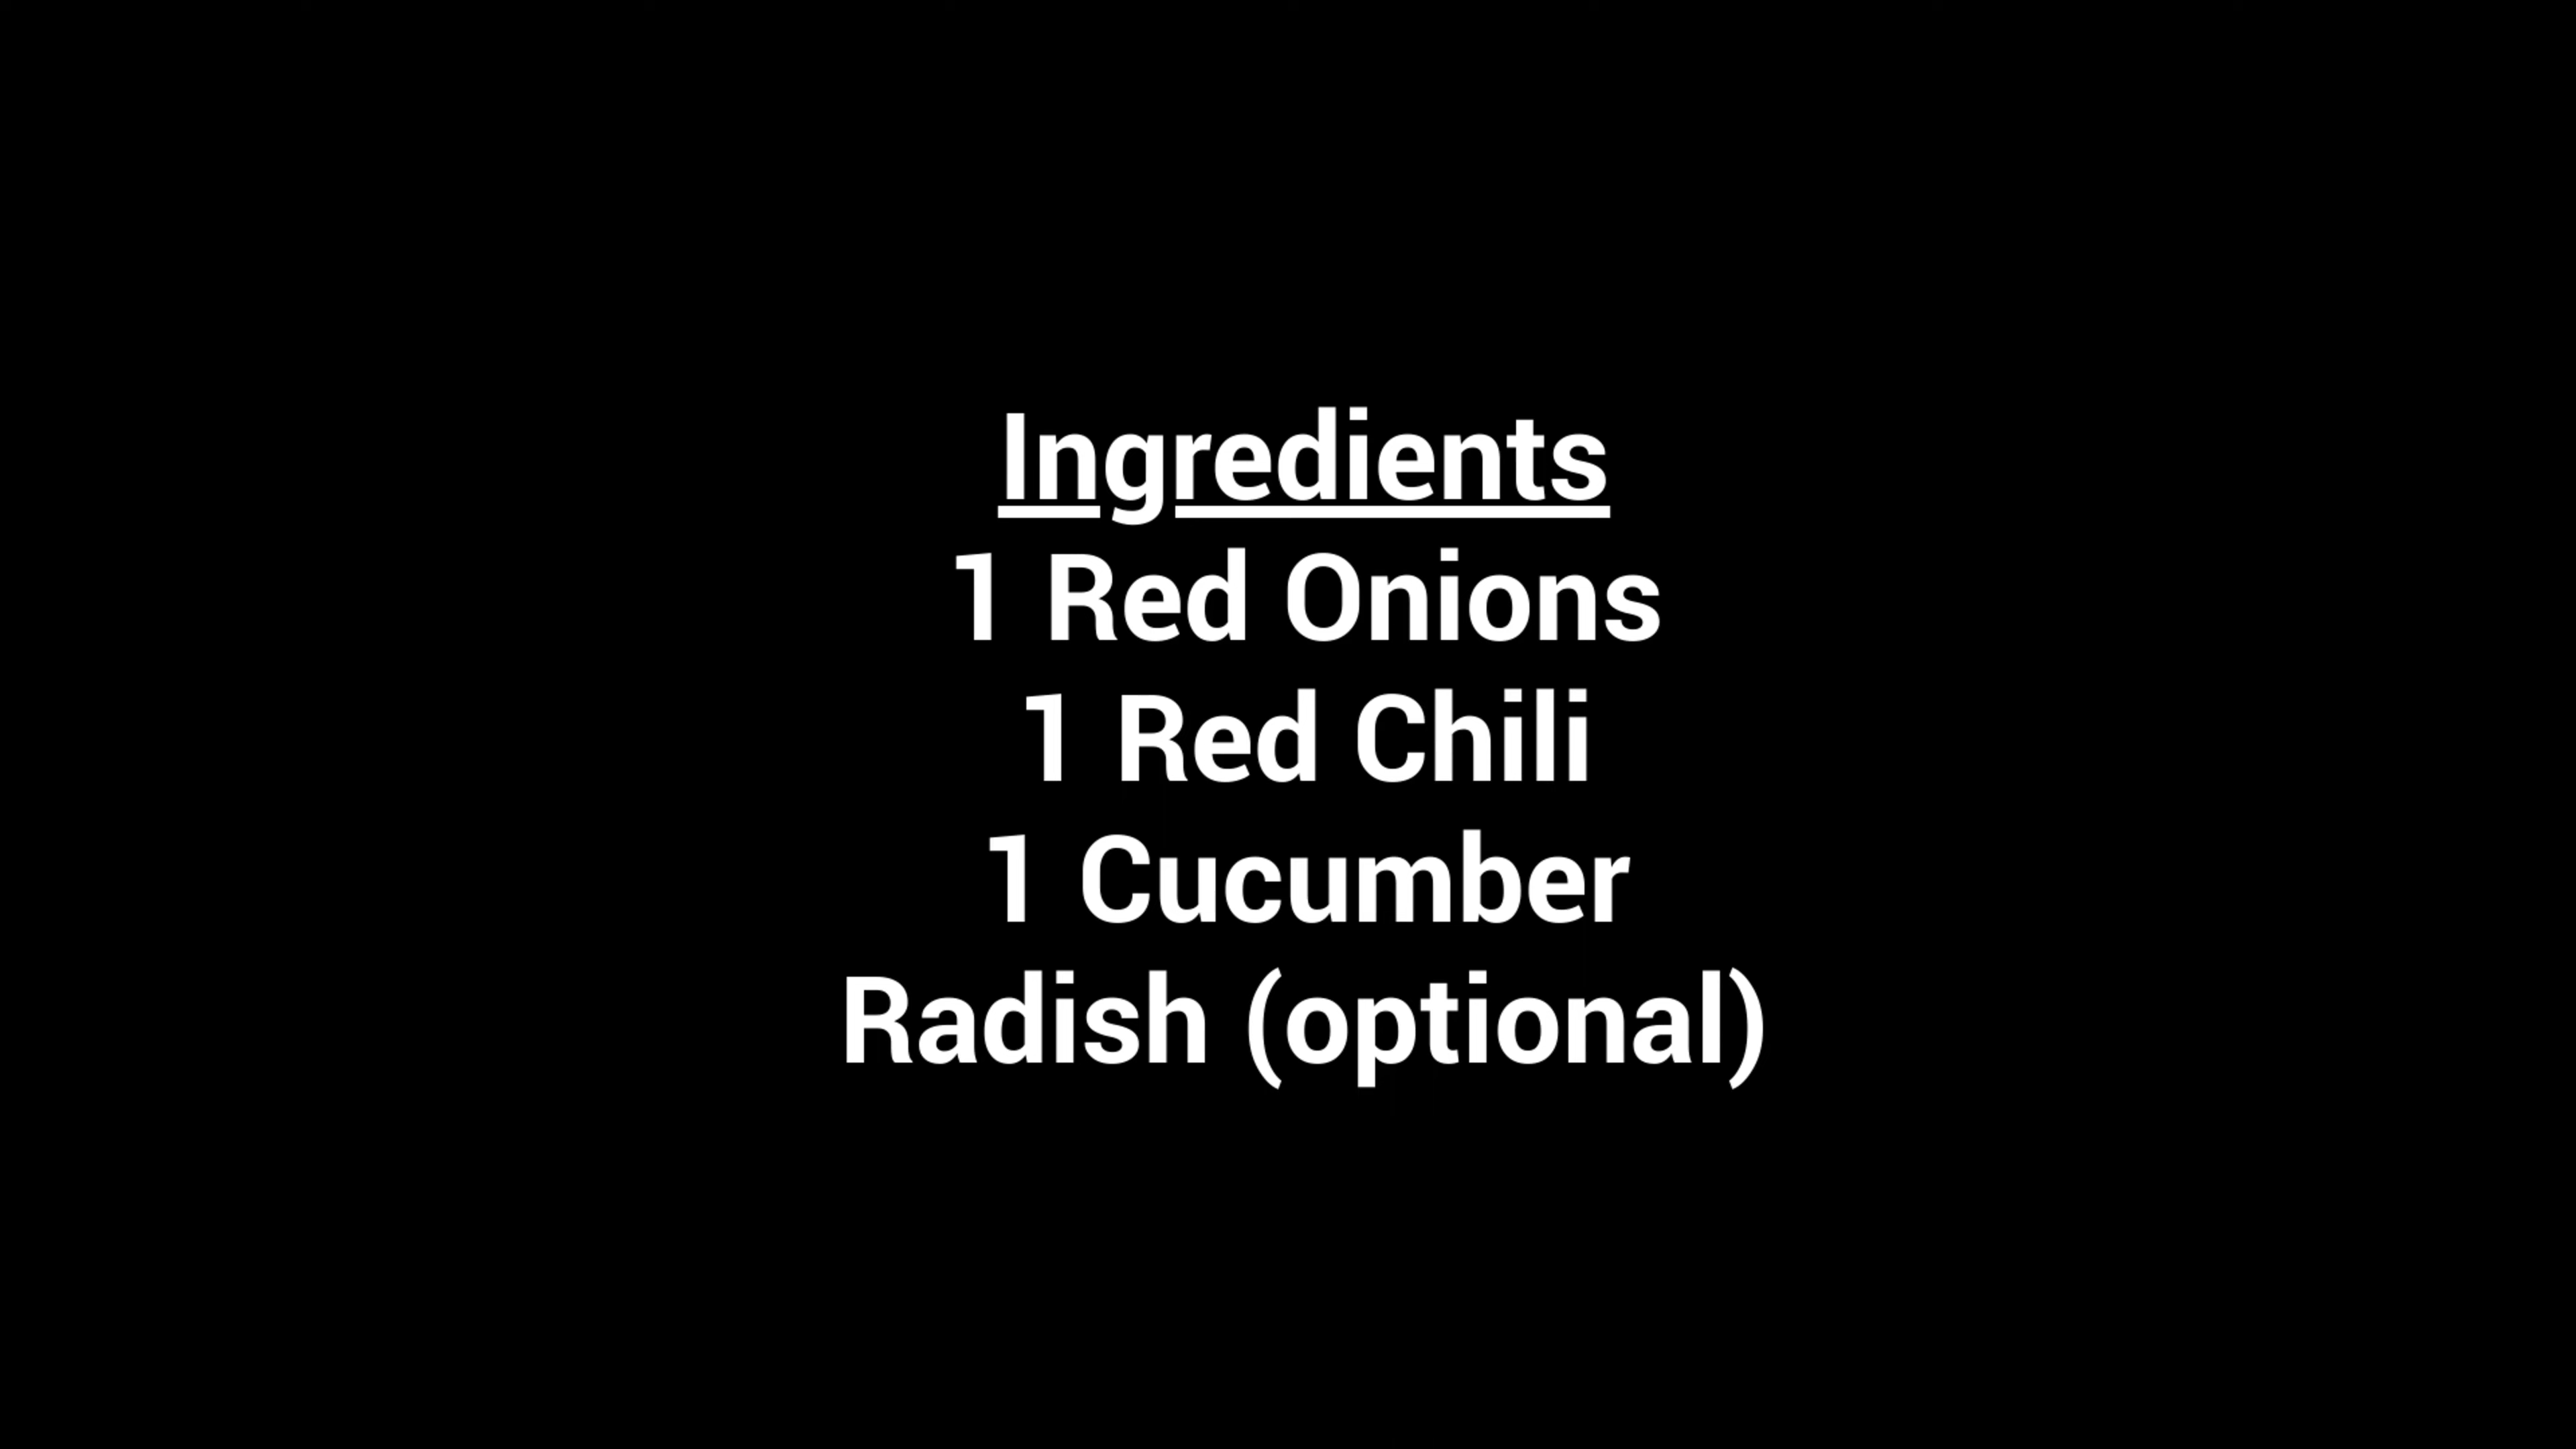 Ingredients
1 Red Onions
1 Red Chili
1 Cucumber
Radish (optional)